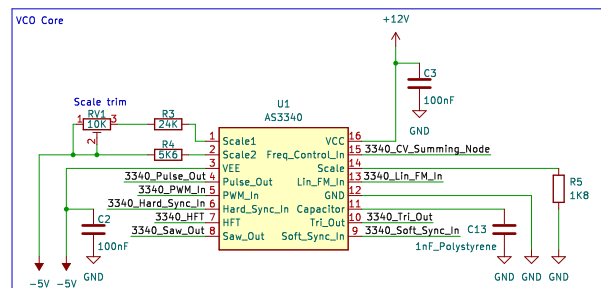 VCO Core
+12V
C3
100nF
GND
U1
AS3340
Scale trim
RV1
10K
1
3
2
R3
24K
R4
5K6
1 Scale1
2 Scale2
3 VEE
4 Pulse_Out
5 PWM_In
6 Hard_Sync_In
7 HFT
8 Saw_Out
VCC 16
Freq_Control_In 15
Scale 14
Lin_FM_In 13
GND 12
Capacitor 11
Tri_Out 10
Soft_Sync_In 9
3340_Pulse_Out
3340_PWM_In
3340_Hard_Sync_In
3340_HFT
3340_Saw_Out
3340_CV_Summing_Node
3340_Lin_FM_In
3340_Tri_Out
3340_Soft_Sync_In
R5
1K8
C2
100nF
C13
1nF_Polystyrene
-5V
-5V
GND
GND
GND
GND